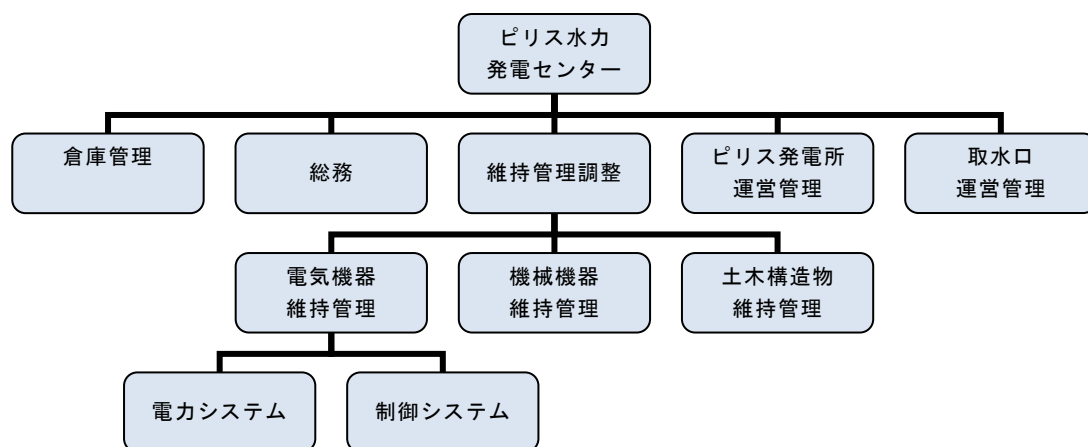 ピリス水力
発電センター
倉庫管理
総務
維持管理調整
ピリス発電所
運営管理
取水口
運営管理
電気機器
維持管理
機械機器
維持管理
土木構造物
維持管理
電力システム
制御システム